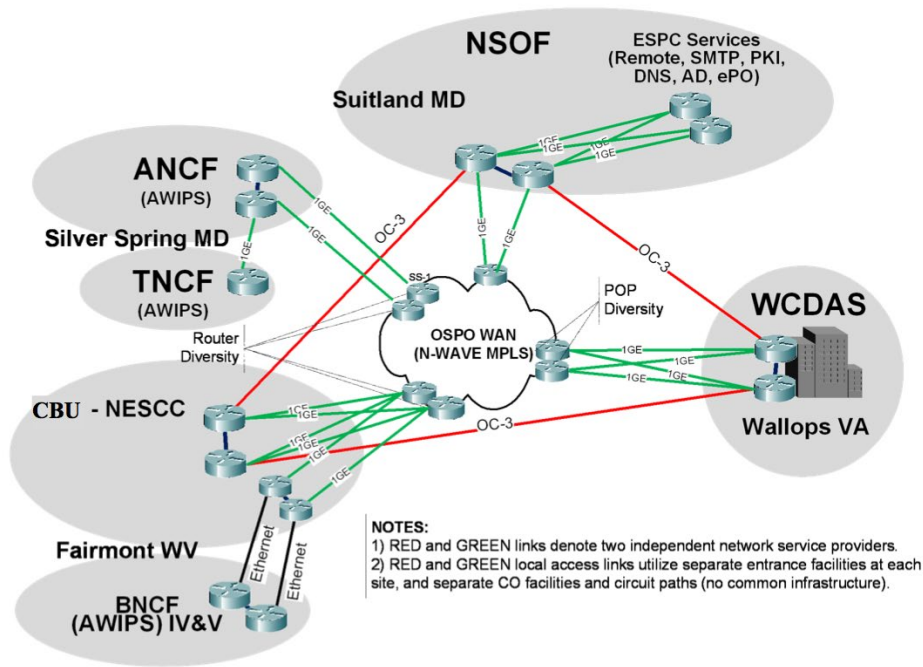 NSOF
ESPC Services
(Remote, SMTP, PKI,
DNS, AD, ePO)
Suitland MD
1GE
1GE
1GE
1GE
ANCF
(AWIPS)
Silver Spring MD
1GE
1GE
1GE
TNCF
(AWIPS)
OC-3
1GE
1GE
OC-3
SS-1
Router
Diversity
POP
Diversity
OSPO WAN
(N-WAVE MPLS)
WCDAS
1GE
1GE
1GE
1GE
Wallops VA
CBU - NESCC
1GE
1GE
1GE
1GE
1GE
1GE
OC-3
Fairmont WV
Ethernet
Ethernet
BNCF
(AWIPS) IV&V
NOTES:
1) RED and GREEN links denote two independent network service providers.
2) RED and GREEN local access links utilize separate entrance facilities at each
site, and separate CO facilities and circuit paths (no common infrastructure).